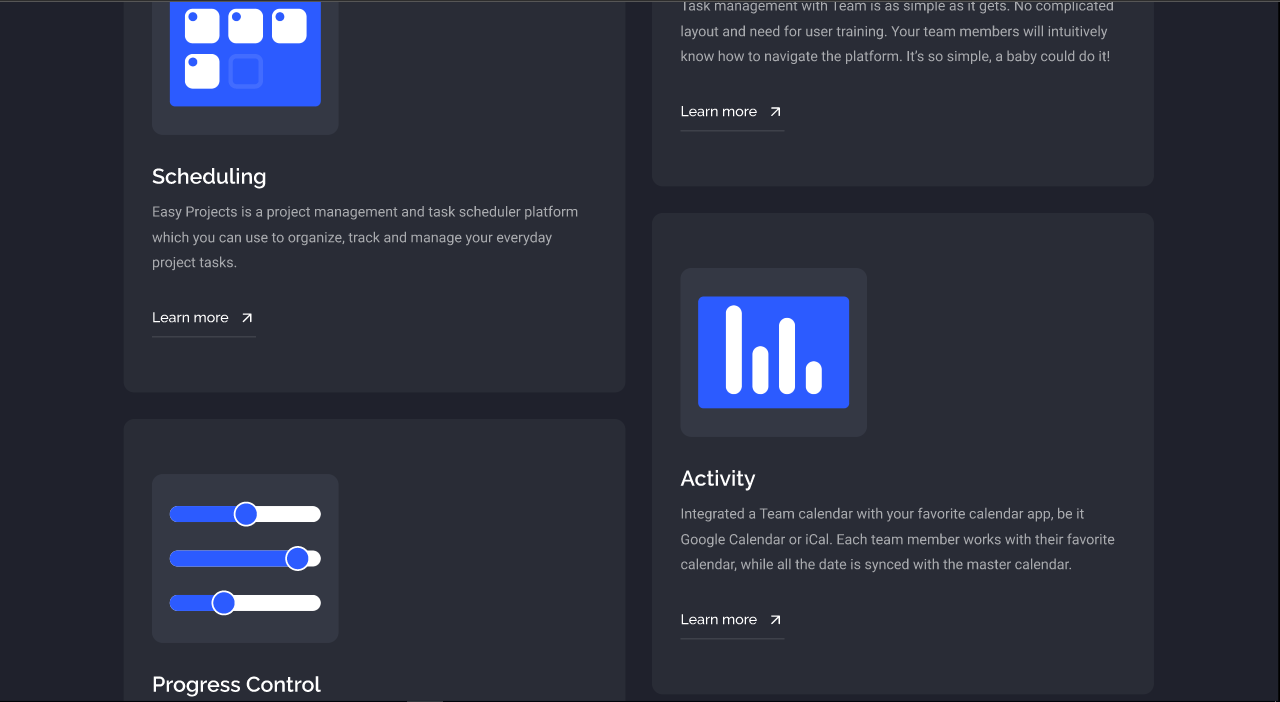 Scheduling
Easy Projects is a project management and task scheduler platform
which you can use to organize, track and manage your everyday
project tasks.
Learn more
Progress Control
Task management with Team is as simple as it gets. No complicated
layout and need for user training. Your team members will intuitively
know how to navigate the platform. It's so simple, a baby could do it!
Learn more
Activity
Integrated a Team calendar with your favorite calendar app, be it
Google Calendar or iCal. Each team member works with their favorite
calendar, while all the date is synced with the master calendar.
Learn more